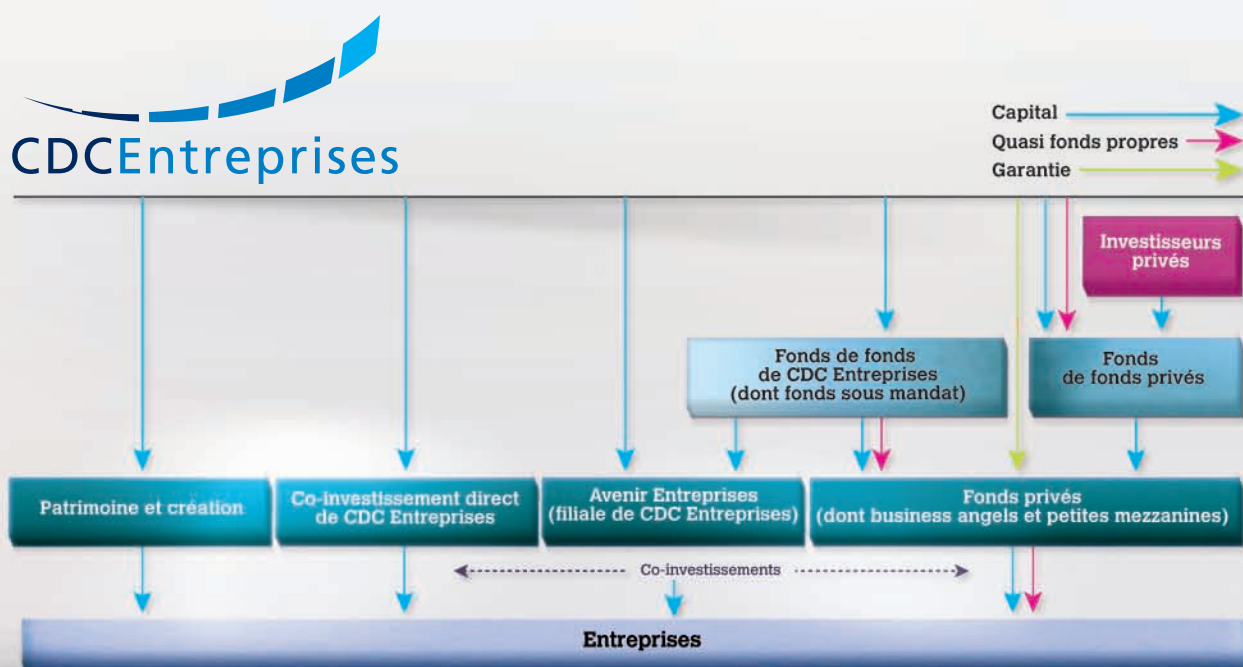 CDCEntreprises
Capital
Quasi fonds propres
Garantie
Investisseurs
privés
Fonds de fonds
de CDC Entreprises
(dont fonds sous mandat)
Fonds
de fonds privés
Patrimoine et création
Co-investissement direct
de CDC Entreprises
Avenir Entreprises
(filiale de CDC Entreprises)
Fonds privés
(dont business angels et petites mezzanines)
Co-investissements
Entreprises